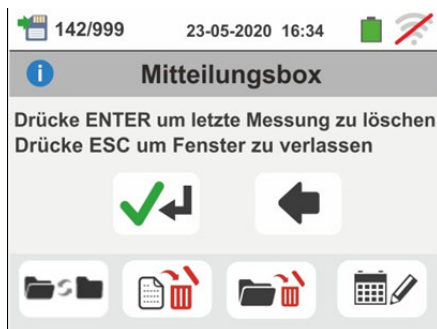 142/999 23-05-2020 16:34
Mitteilungsbox
Drücke ENTER um letzte Messung zu löschen
Drücke ESC um Fenster zu verlassen